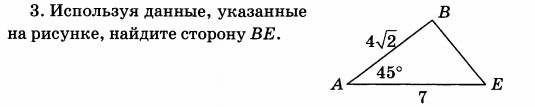 3. Используя данные, указанные
на рисунке, найдите сторону BE.
B
4√2
45°
A
E
7